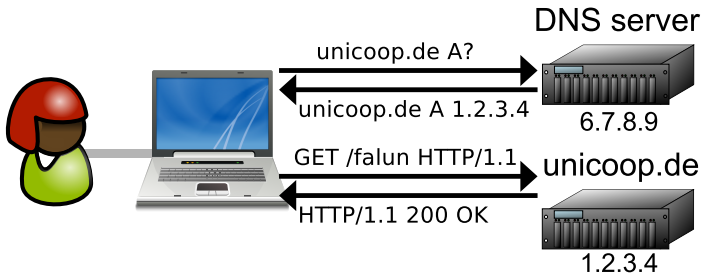 DNS server
unicoop.de A?
unicoop.de A 1.2.3.4
6.7.8.9
GET /falun HTTP/1.1
unicoop.de
HTTP/1.1 200 OK
1.2.3.4